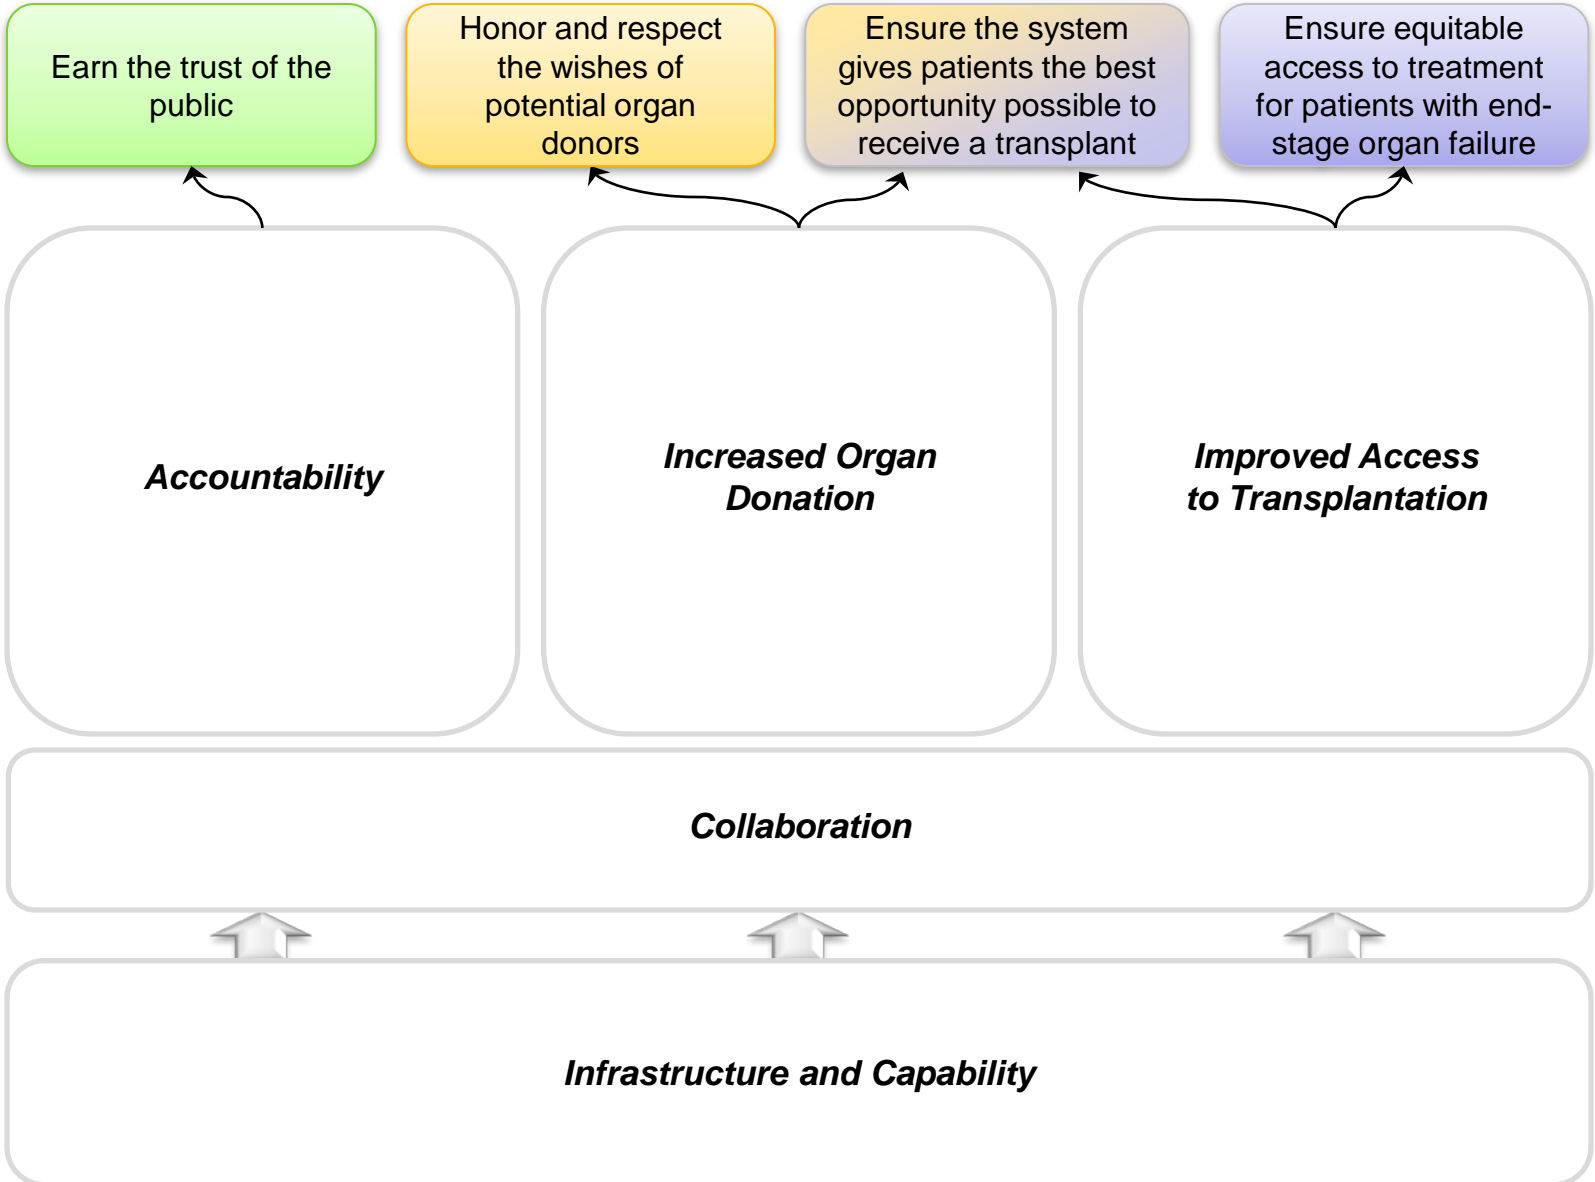 Earn the trust of the
public
Honor and respect
the wishes of
potential organ
donors
Ensure the system
gives patients the best
opportunity possible to
receive a transplant
Ensure equitable
access to treatment
for patients with end-
stage organ failure
Accountability
Increased Organ
Donation
Improved Access
to Transplantation
Collaboration
Infrastructure and Capability